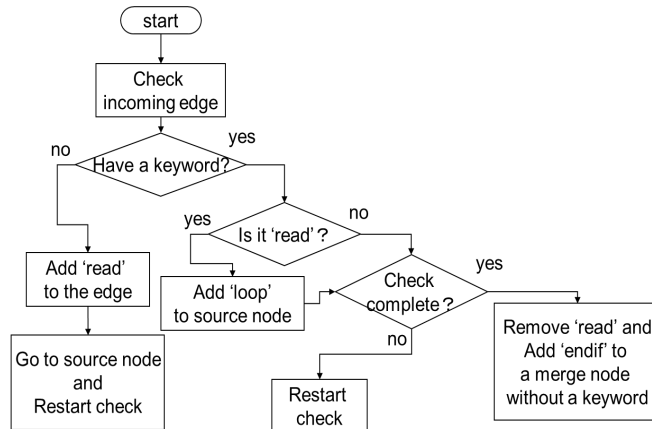 start
Check
incoming edge
no
yes
Have a keyword?
yes
no
Is it ‘read’?
Add ‘read’
to the edge
Add ‘loop’
to source node
Check
complete?
yes
no
Go to source node
and
Restart check
Restart
check
Remove ‘read’ and
Add ‘endif’ to
a merge node
without a keyword